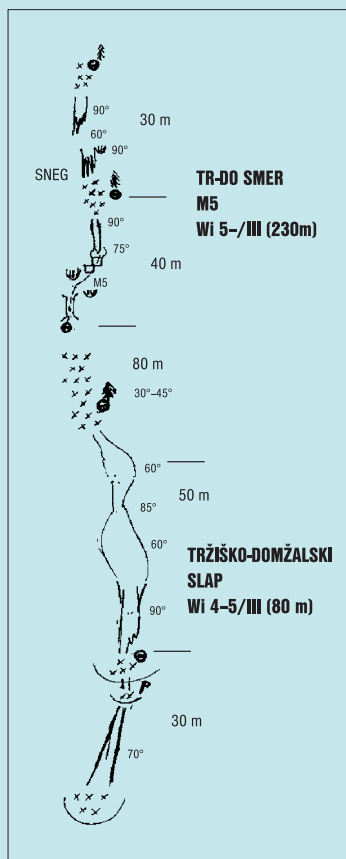 90°
30 m
60°
90°
SNEG
TR-DO SMER
M5
Wi 5–/III (230m)
90°
75°
40 m
M5
80 m
30°–45°
60°
50 m
85°
60°
TRŽIŠKO-DOMŽALSKI
SLAP
Wi 4–5/III (80 m)
90°
30 m
70°